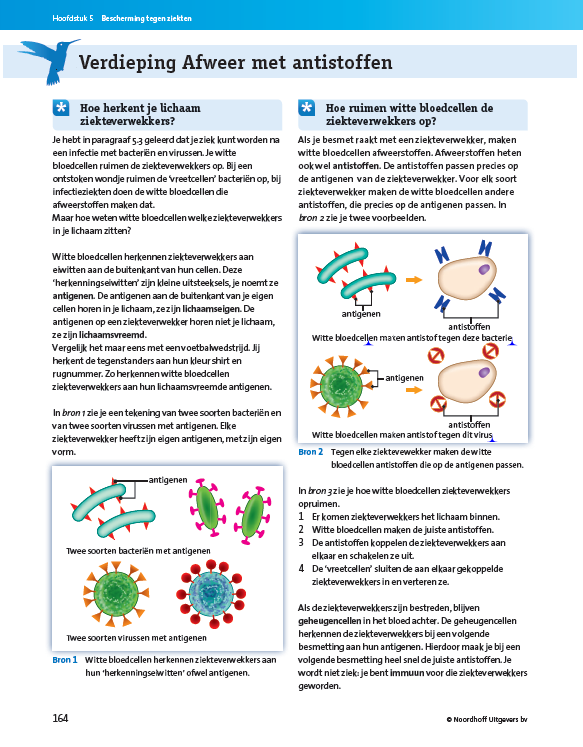 Hoofdstuk 5 Bescherming tegen ziekten
Verdieping Afweer met antistoffen
* Hoe herkent je lichaam
ziekteverwekkers?
Je hebt in paragraaf 5.3 geleerd dat je ziek kunt worden na
een infectie met bacteriën en virussen. Je witte
bloedcellen ruimen de ziekteverwekkers op. Bij een
ontstoken wondje ruimen de ‘vreetcellen’ bacteriën op, bij
infectieziekten doen de witte bloedcellen die
afweerstoffen maken dat.
Maar hoe weten witte bloedcellen welke ziekteverwekkers
in je lichaam zitten?
Witte bloedcellen herkennen ziekteverwekkers aan
eiwitten aan de buitenkant van hun cellen. Deze
‘herkenningseiwitten’ zijn kleine uitsteeksels, je noemt ze
antigenen. De antigenen aan de buitenkant van je eigen
cellen horen in je lichaam, ze zijn lichaamseigen. De
antigenen op een ziekteverwekker horen niet je lichaam,
ze zijn lichaamsvreemd.
Vergelijk het maar eens met een voetbalwedstrijd. Jij
herkent de tegenstanders aan hun kleur shirt en
rugnummer. Zo herkennen witte bloedcellen
ziekteverwekkers aan hun lichaamsvreemde antigenen.
In bron 1 zie je een tekening van twee soorten bacteriën en
van twee soorten virussen met antigenen. Elke
ziekteverwekker heeft zijn eigen antigenen, met zijn eigen
vorm.
antigenen
Twee soorten bacteriën met antigenen
Twee soorten virussen met antigenen
Bron 1 Witte bloedcellen herkennen ziekteverwekkers aan
hun ‘herkenningseiwitten’ ofwel antigenen.
* Hoe ruimen witte bloedcellen de
ziekteverwekkers op?
Als je besmet raakt met een ziekteverwekker, maken
witte bloedcellen afweerstoffen. Afweerstoffen heten
ook wel antistoffen. De antistoffen passen precies op
de antigenen van de ziekteverwekker. Voor elk soort
ziekteverwekker maken de witte bloedcellen andere
antistoffen, die precies op de antigenen passen. In
bron 2 zie je twee voorbeelden.
antigenen
antistoffen
Witte bloedcellen maken antistof tegen deze bacterie
antigenen
antistoffen
Witte bloedcellen maken antistof tegen dit virus
Bron 2 Tegen elke ziektevewekker maken de witte
bloedcellen antistoffen die op de antigenen passen.
In bron 3 zie je hoe witte bloedcellen ziekteverwekkers
opruimen.
1 Er komen ziekteverwekkers het lichaam binnen.
2 Witte bloedcellen maken de juiste antistoffen.
3 De antistoffen koppelen de ziekteverwekkers aan
elkaar en schakelen ze uit.
4 De ‘vreetcellen’ sluiten de aan elkaar gekoppelde
ziekteverwekkers in en verteren ze.
Als de ziekteverwekkers zijn bestreden, blijven
geheugencellen in het bloed achter. De geheugencellen
herkennen de ziekteverwekkers bij een volgende
besmetting aan hun antigenen. Hierdoor maak je bij een
volgende besmetting heel snel de juiste antistoffen. Je
wordt niet ziek: je bent immuun voor die ziekteverwekkers
geworden.
164
© Noordhoff Uitgevers bv